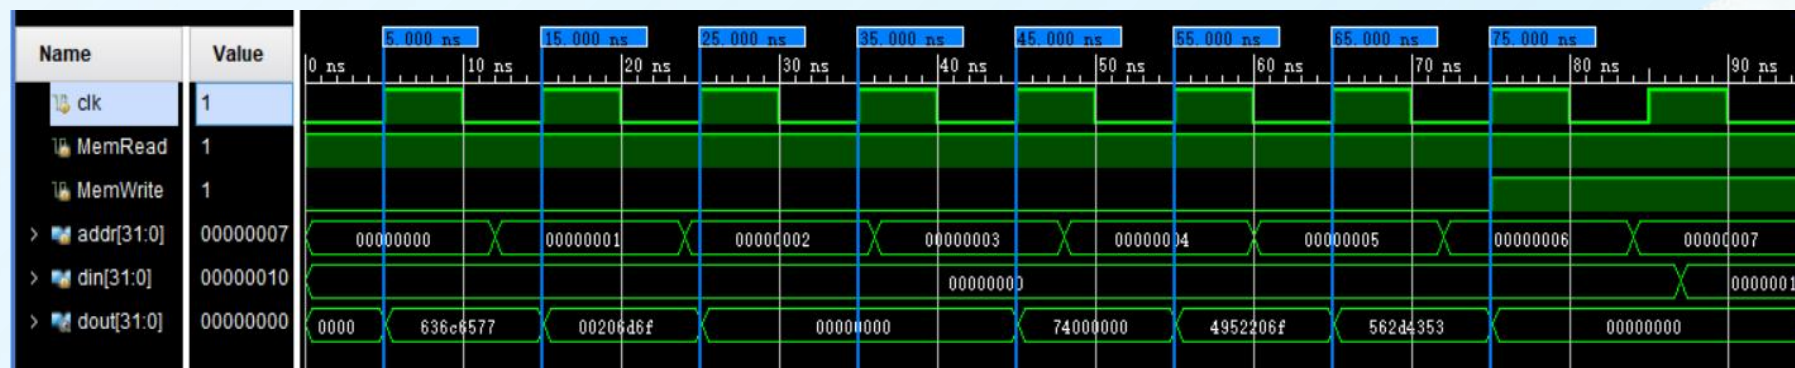 5.000 ns 15.000 ns 25.000 ns 35.000 ns 45.000 ns 55.000 ns 65.000 ns 75.000 ns
Name Value 0 ns 10 ns 20 ns 30 ns 40 ns 50 ns 60 ns 70 ns 80 ns 90 ns
clk 1
MemRead 1
MemWrite 1
> addr[31:0] 00000007 00000000 00000001 00000002 00000003 00000004 00000005 00000006 00000007
> din[31:0] 00000010 00000000 0000001
> dout[31:0] 00000000 0000 636c6577 00206d6f 00000000 74000000 4952206f 562d4353 00000000